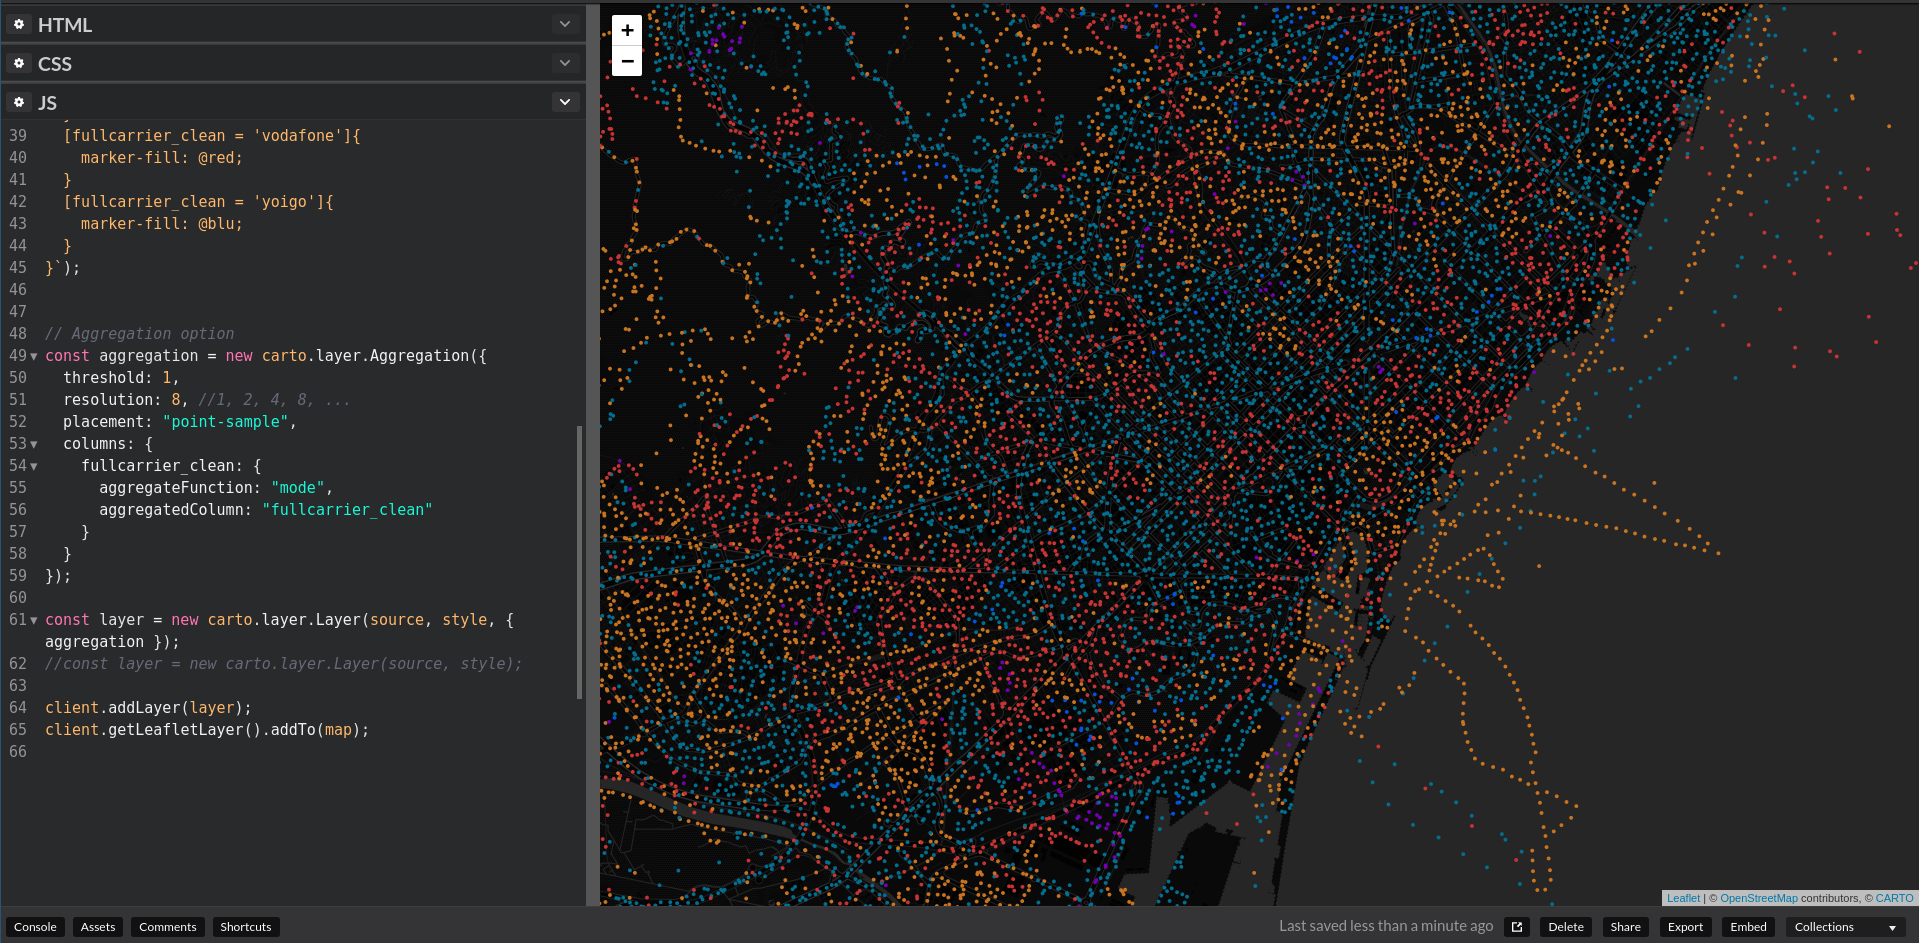 HTML
CSS
JS
39 [fullcarrier_clean = 'vodafone']{
40 marker-fill: @red;
41 }
42 [fullcarrier_clean = 'yoigo']{
43 marker-fill: @blu;
44 }
45 }`);
46
47
48 // Aggregation option
49 const aggregation = new carto.layer.Aggregation({
50 threshold: 1,
51 resolution: 8, //1, 2, 4, 8, ...
52 placement: "point-sample",
53 columns: {
54 fullcarrier_clean: {
55 aggregateFunction: "mode",
56 aggregatedColumn: "fullcarrier_clean"
57 }
58 }
59 });
60
61 const layer = new carto.layer.Layer(source, style, {
aggregation });
62 //const layer = new carto.layer.Layer(source, style);
63
64 client.addLayer(layer);
65 client.getLeafletLayer().addTo(map);
66
+
−
Leaflet | © OpenStreetMap contributors, © CARTO
Console Assets Comments Shortcuts Last saved less than a minute ago Delete Share Export Embed Collections